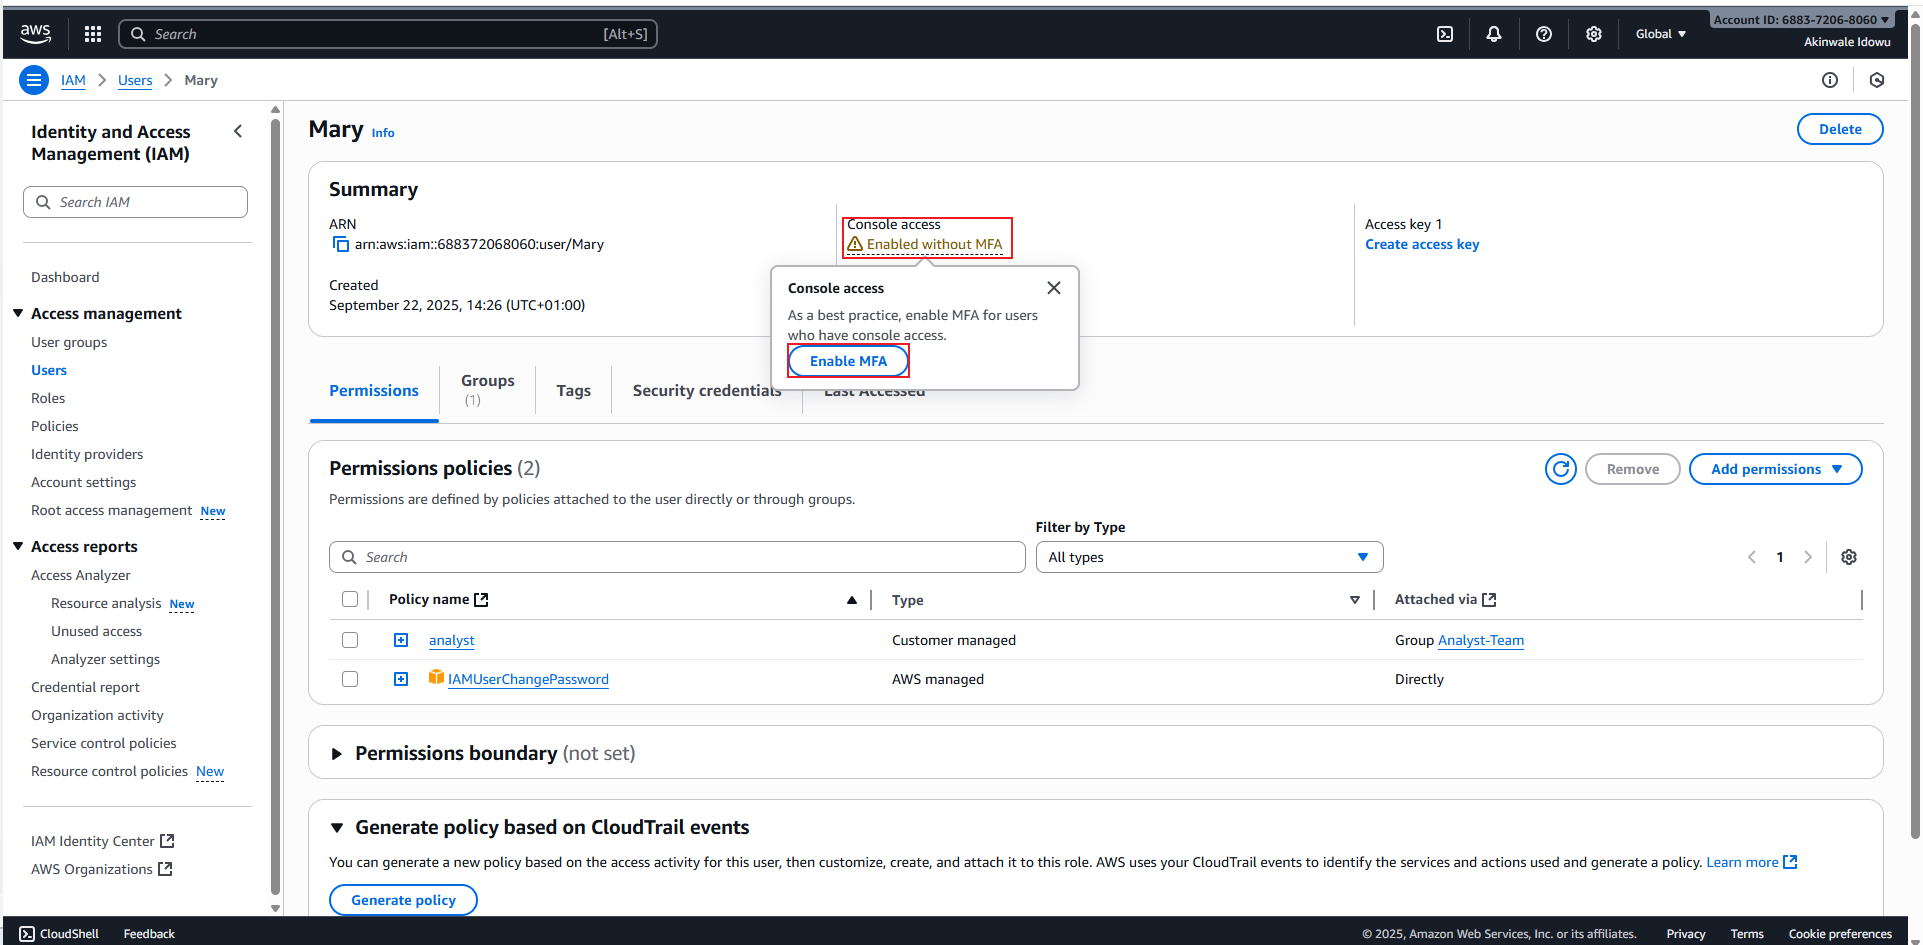 aws
Search [Alt+S]
Global
Account ID: 6883-7206-8060
Akinwale Idowu
IAM > Users > Mary
Identity and Access
Management (IAM)
Search IAM
Dashboard
Access management
User groups
Users
Roles
Policies
Identity providers
Account settings
Root access management New
Access reports
Access Analyzer
Resource analysis New
Unused access
Analyzer settings
Credential report
Organization activity
Service control policies
Resource control policies New
IAM Identity Center
AWS Organizations
Mary Info
Delete
Summary
ARN
arn:aws:iam::688372068060:user/Mary
Created
September 22, 2025, 14:26 (UTC+01:00)
Console access
Enabled without MFA
Access key 1
Create access key
Console access
As a best practice, enable MFA for users
who have console access.
Enable MFA
Permissions
Groups
(1)
Tags
Security credentials
Last Accessed
Permissions policies (2)
Permissions are defined by policies attached to the user directly or through groups.
Remove
Add permissions
Filter by Type
Search
All types
1
Policy name Type Attached via
analyst Customer managed Group Analyst-Team
IAMUserChangePassword AWS managed Directly
Permissions boundary (not set)
Generate policy based on CloudTrail events
You can generate a new policy based on the access activity for this user, then customize, create, and attach it to this role. AWS uses your CloudTrail events to identify the services and actions used and generate a policy. Learn more
Generate policy
CloudShell Feedback © 2025, Amazon Web Services, Inc. or its affiliates. Privacy Terms Cookie preferences